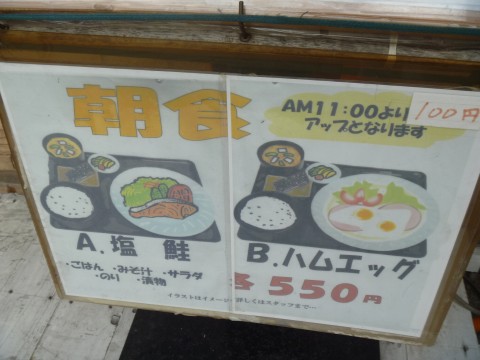 朝食
AM11:00より 100円
アップとなります
A.塩鮭
・ごはん・みそ汁・サラダ
・のり・漬物
B.ハムエッグ
各550円
イラストはイメージ 詳しくはスタッフまで